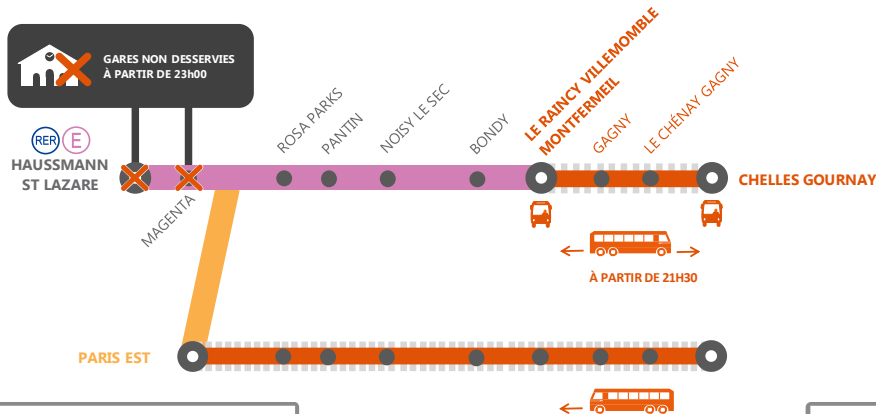 GARES NON DESSERVIES
À PARTIR DE 23h00
RER E
HAUSSMANN
ST LAZARE
MAGENTA
ROSA PARKS
PANTIN
NOISY LE SEC
BONDY
LE RAINCY VILLEMOMBLE
MONTFERMEIL
GAGNY
LE CHÉNAY GAGNY
CHELLES GOURNAY
À PARTIR DE 21H30
PARIS EST